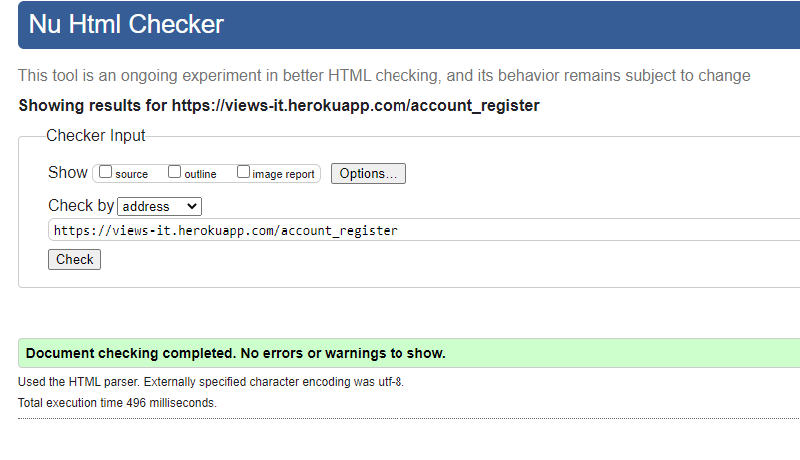 Nu Html Checker
This tool is an ongoing experiment in better HTML checking, and its behavior remains subject to change
Showing results for https://views-it.herokuapp.com/account_register
Checker Input
Show source outline image report Options...
Check by address
https://views-it.herokuapp.com/account_register
Check
Document checking completed. No errors or warnings to show.
Used the HTML parser. Externally specified character encoding was utf-8.
Total execution time 496 milliseconds.